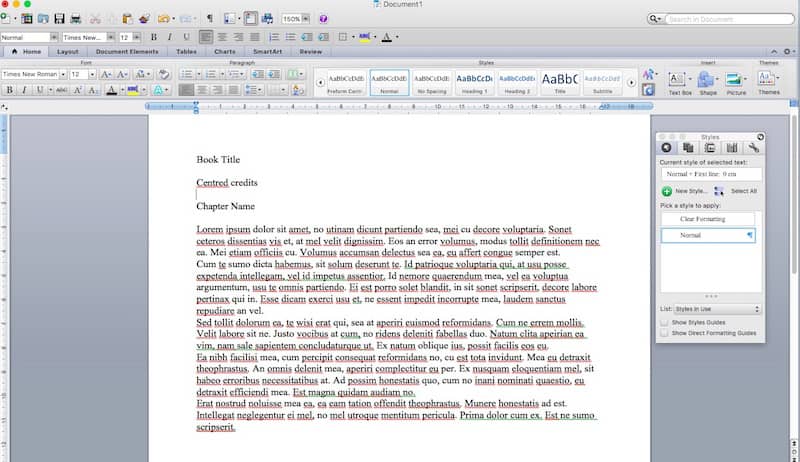 Document1
150%
Search in Document
Normal
Times New...
12
B I U
Home Layout Document Elements Tables Charts SmartArt Review
Font Paragraph Styles Insert Themes
Times New Roman 12
AaBbCcDdE AaBbCcDdEe AaBbCcDdE AaBbCcDc AaBbCcDdE AaBbC AaBbCcDdE
Normal No Spacing Heading 1 Heading 2 Title Subtitle
Text Box Shape Picture Themes
Book Title
Centred credits
Chapter Name
Lorem ipsum dolor sit amet, no utinam dicunt partiendo sea, mei cu decore voluptaria. Sonet
ceteros dissentias vis et, at mel velit dignissim. Eos an error volumus, modus tollit definitionem nec
ea. Mei etiam officiis cu. Volumus accumsan delectus sea ea, eu affert congue semper est.
Cum te sumo dicta habemus, sit solum deserunt te. Id patrioque voluptaria qui, at usu posse
expetenda intellegam, vel id impetus assentior. Id nemore quaerendum mea, vel ea voluptua
argumentum, usu te omnis partiendo. Ei est porro solet blandit, in sit sonet scripserit, decore labore
pertinax qui in. Esse dicam exerci usu et, ne essent impedit incorrupte mea, laudem sanctus
repudiare an vel.
Sed tollit dolorum ea, te wisi erat qui, sea at aperiri euismod reformidans. Cum ne errem mollis.
Velit labore sit ne. Justo vocibus at cum, no ridens deleniti fabellas duo. Natum clita apeirian ea
vim, nam sale sapientem concludaturque ut. Ex natum oblique ius, possit facilis eos eu.
Ea nibh facilisi mea, cum percipit consequat reformidans no, cu est tota invidunt. Mea eu detraxit
theophrastus. An omnis delenit mea, aperiri complectitur eu per. Ex nusquam eloquentiam mel, sit
habeo erroribus necessitatibus at. Ad possim honestatis quo, cum no inani nominati quaestio, eu
detraxit efficiendi mea. Est magna quidam audiam no.
Erat nostrud noluisse mea ea, ea eam tation offendit theophrastus. Munere honestatis ad est.
Intellegat neglegentur ei mel, no mel utroque mentitum pericula. Prima dolor cum ex. Est ne sumo
scripserit.
Styles
Current style of selected text:
Normal + First line: 0 cm
New Style... Select All
Pick a style to apply:
Clear Formatting
Normal
List: Styles in Use
Show Styles Guides
Show Direct Formatting Guides